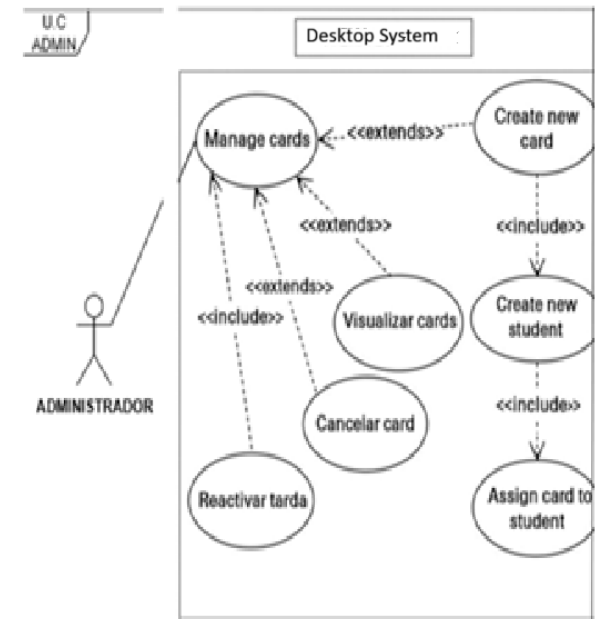 U.C
ADMIN
Desktop System
Manage cards
<<extends>>
Create new
card
<<extends>>
<<include>>
<<extends>>
<<include>>
Visualizar cards
Create new
student
ADMINISTRADOR
Cancelar card
<<include>>
Reactivar tarda
Assign card to
student